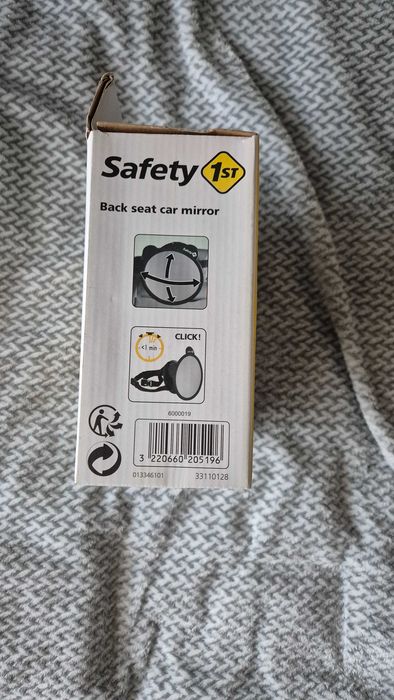 Safety 1ST
Back seat car mirror
<1 min
CLICK!
6000019
3 220660 205196
013346101 33110128